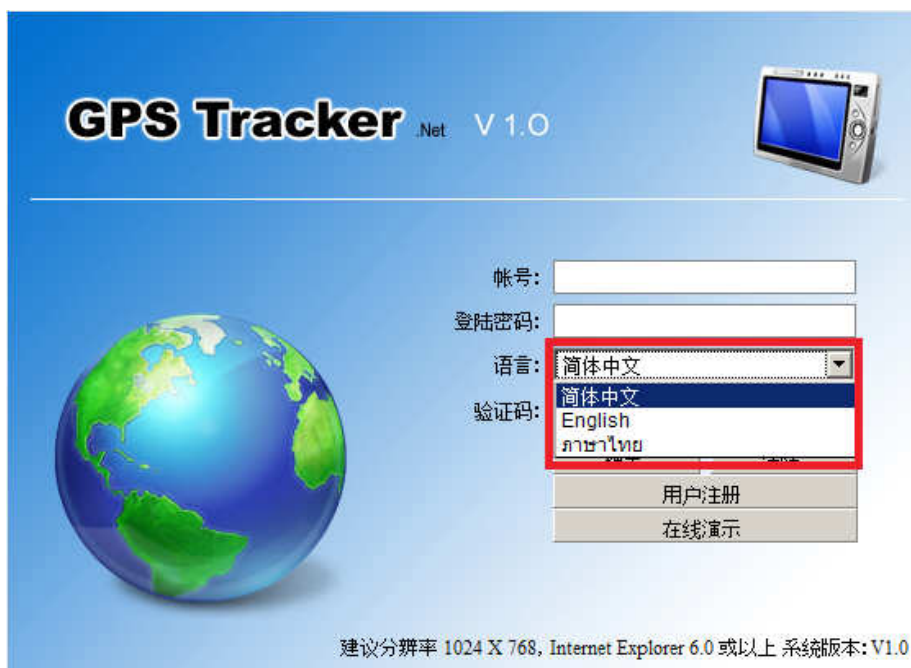 GPS Tracker .Net V 1.0
帐号:
登陆密码:
语言: 简体中文
简体中文
验证码:
English
ภาษาไทย
用户注册
在线演示
建议分辨率 1024 X 768, Internet Explorer 6.0 或以上 系统版本: V1.0